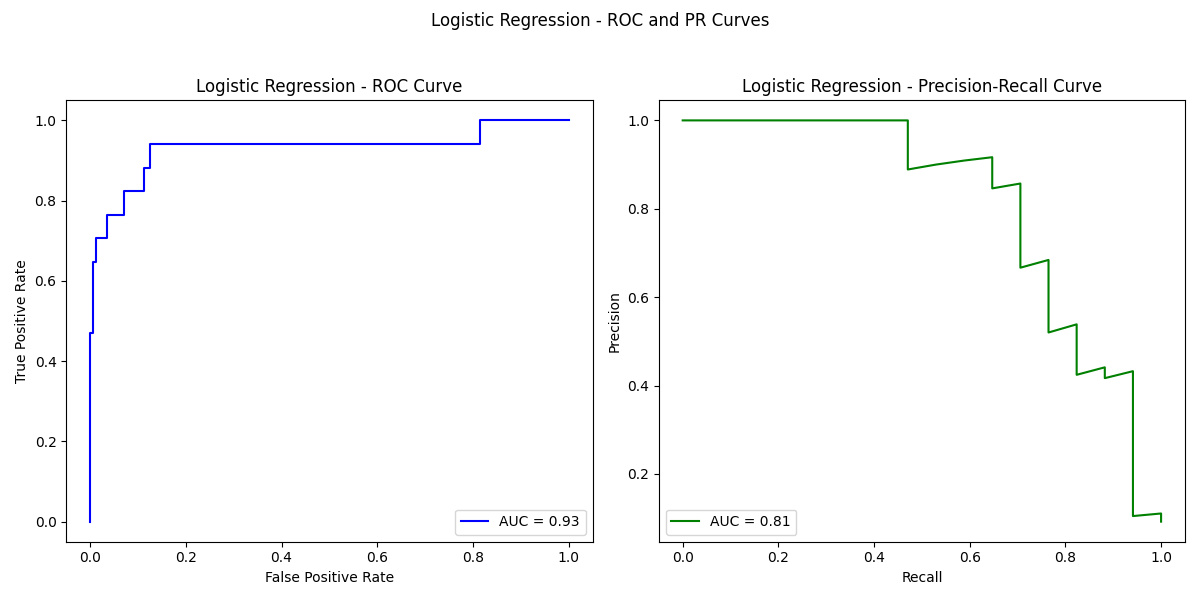 Logistic Regression - ROC and PR Curves
Logistic Regression - ROC Curve
True Positive Rate
1.0
0.8
0.6
0.4
0.2
0.0
0.0 0.2 0.4 0.6 0.8 1.0
False Positive Rate
AUC = 0.93
Logistic Regression - Precision-Recall Curve
Precision
1.0
0.8
0.6
0.4
0.2
0.0 0.2 0.4 0.6 0.8 1.0
Recall
AUC = 0.81